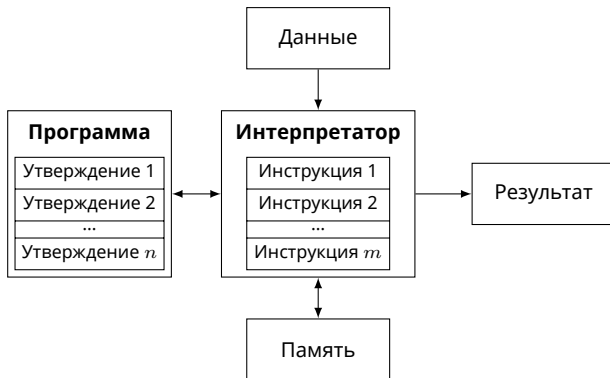 Данные
Программа
Утверждение 1
Утверждение 2
...
Утверждение n
Интерпретатор
Инструкция 1
Инструкция 2
...
Инструкция m
Результат
Память